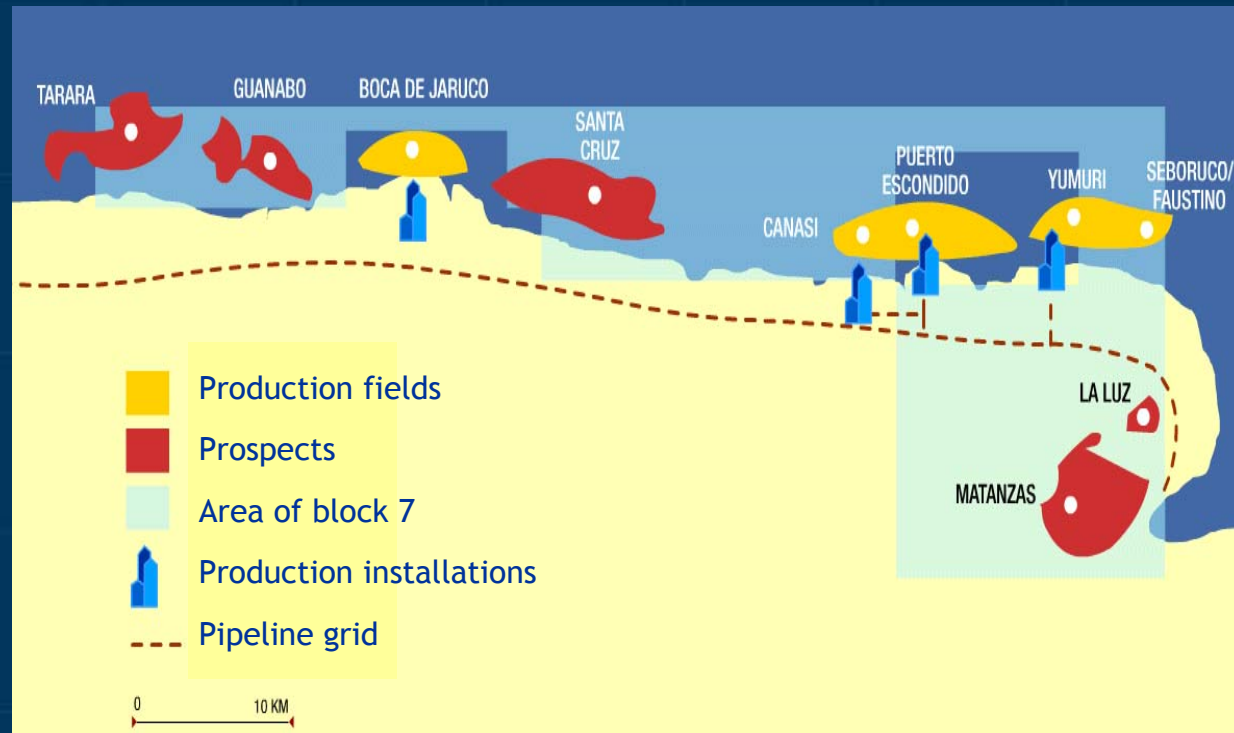 TARARA
GUANABO
BOCA DE JARUCO
SANTA
CRUZ
CANASI
PUERTO
ESCONDIDO
YUMURI
SEBORUCO/
FAUSTINO
LA LUZ
MATANZAS
Production fields
Prospects
Area of block 7
Production installations
Pipeline grid
0 10 KM